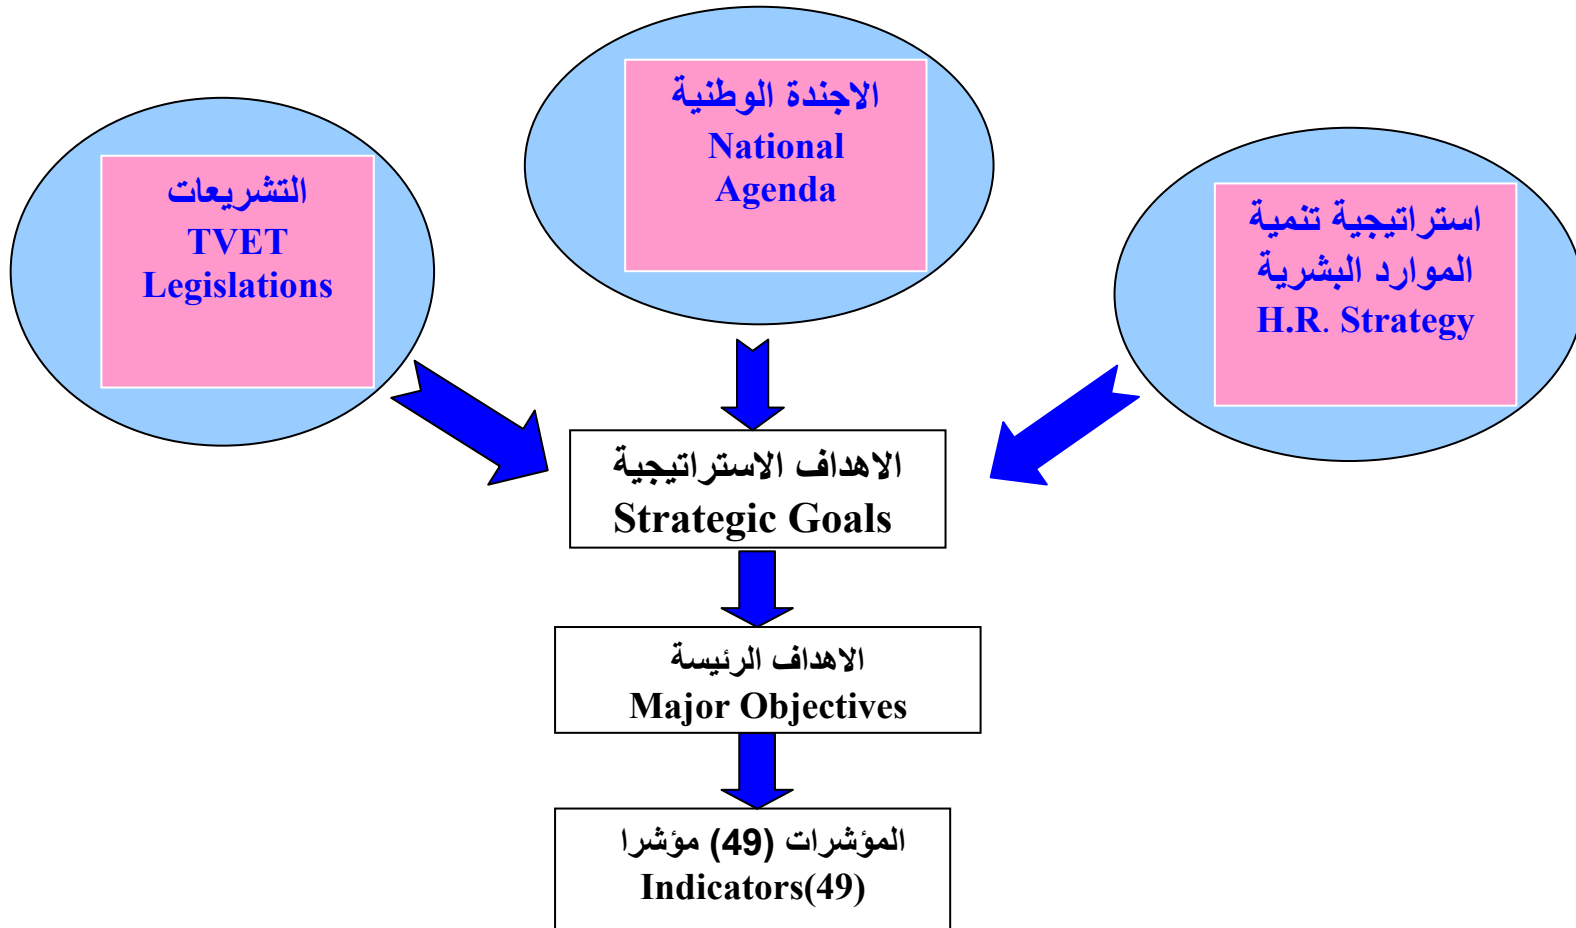 الاجندة الوطنية
National
Agenda
التشريعات
TVET
Legislations
استراتيجية تنمية
الموارد البشرية
H.R. Strategy
الاهداف الاستراتيجية
Strategic Goals
الاهداف الرئيسة
Major Objectives
المؤشرات (49) مؤشرا
Indicators(49)